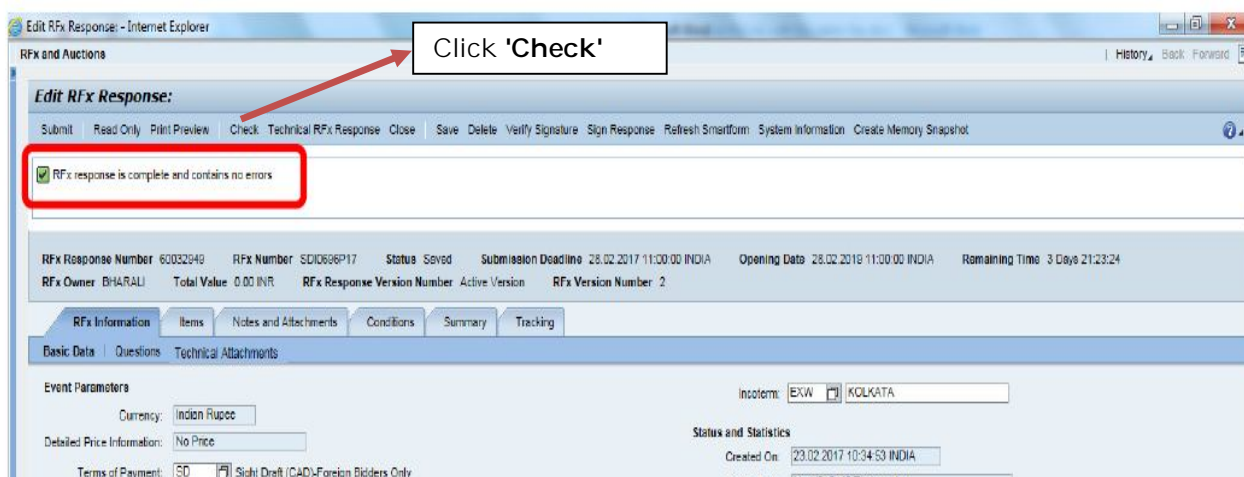 Edit RFx Response: - Internet Explorer
Click 'Check'
RFx and Auctions
History Back Forward
Edit RFx Response:
Submit Read Only Print Preview Check Technical RFx Response Close Save Delete Verify Signature Sign Response Refresh Smartform System Information Create Memory Snapshot
RFx response is complete and contains no errors
RFx Response Number 60032949 RFx Number SDI0696P17 Status Saved Submission Deadline 28.02.2017 11:00:00 INDIA Opening Date 28.02.2019 11:00:00 INDIA Remaining Time 3 Days 21:23:24
RFx Owner BHARALI Total Value 0.00 INR RFx Response Version Number Active Version RFx Version Number 2
RFx Information Items Notes and Attachments Conditions Summary Tracking
Basic Data Questions Technical Attachments
Event Parameters
Incoterm: EXW KOLKATA
Currency: Indian Rupee
Status and Statistics
Detailed Price Information: No Price
Created On: 23.02.2017 10:34:53 INDIA
Terms of Payment: SD Sight Draft (CAD)-Foreign Bidders Only